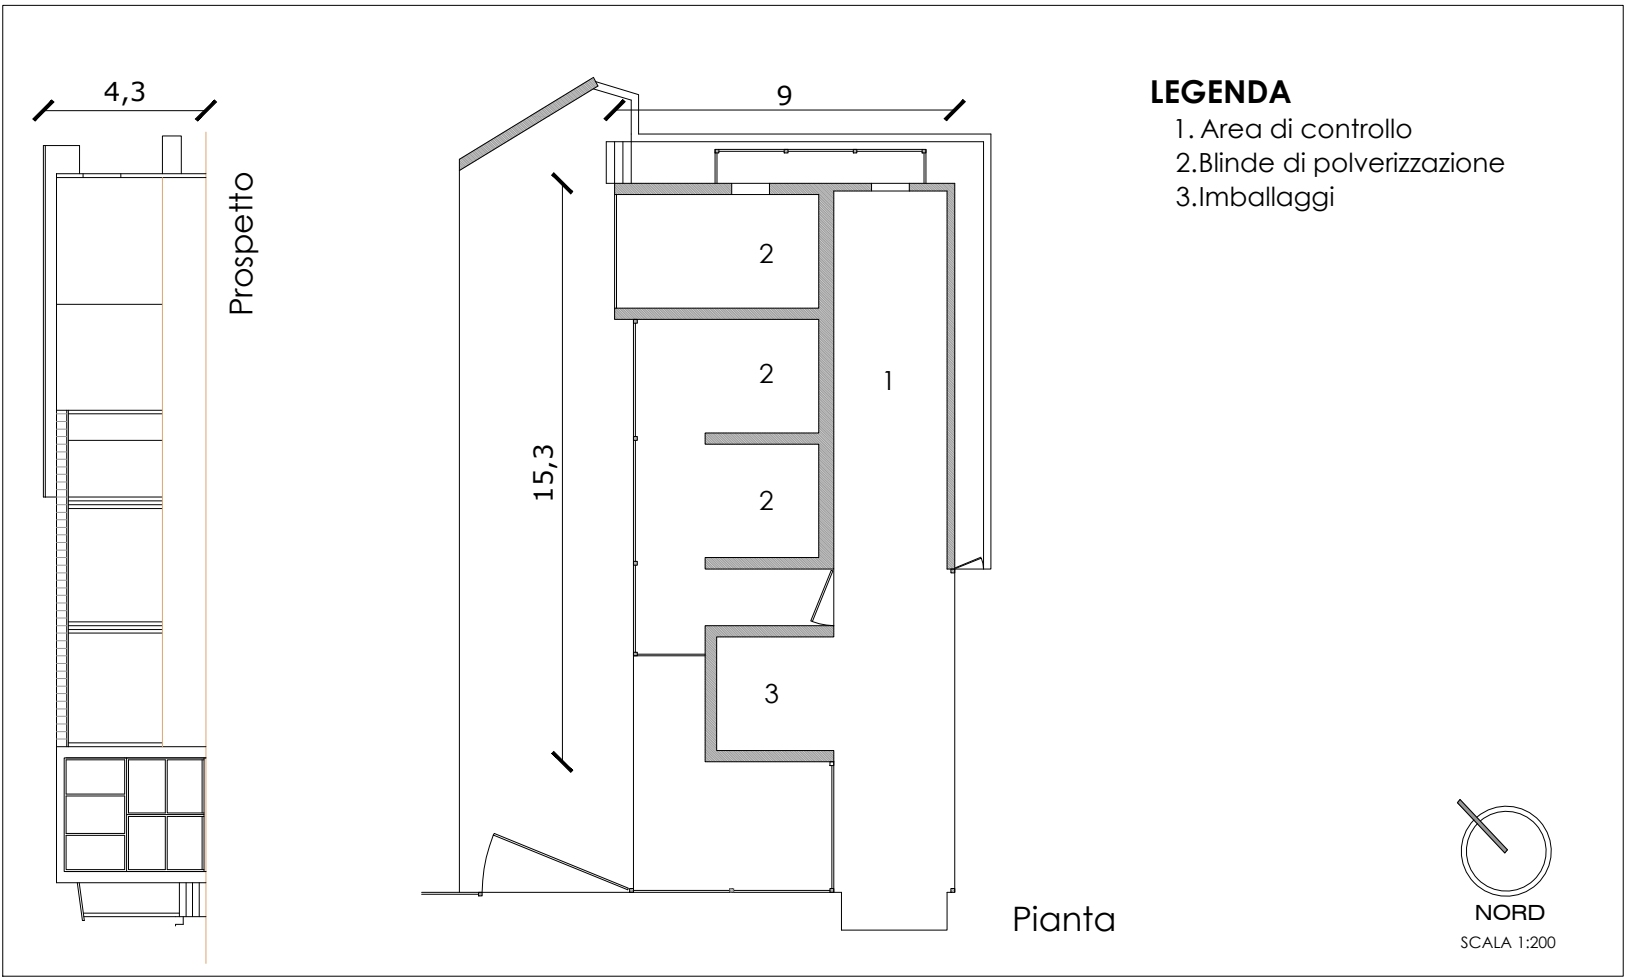 4,3
Prospetto
9
15,3
2
2
2
1
3
LEGENDA
1. Area di controllo
2.Blinde di polverizzazione
3.Imballaggi
Pianta
NORD
SCALA 1:200